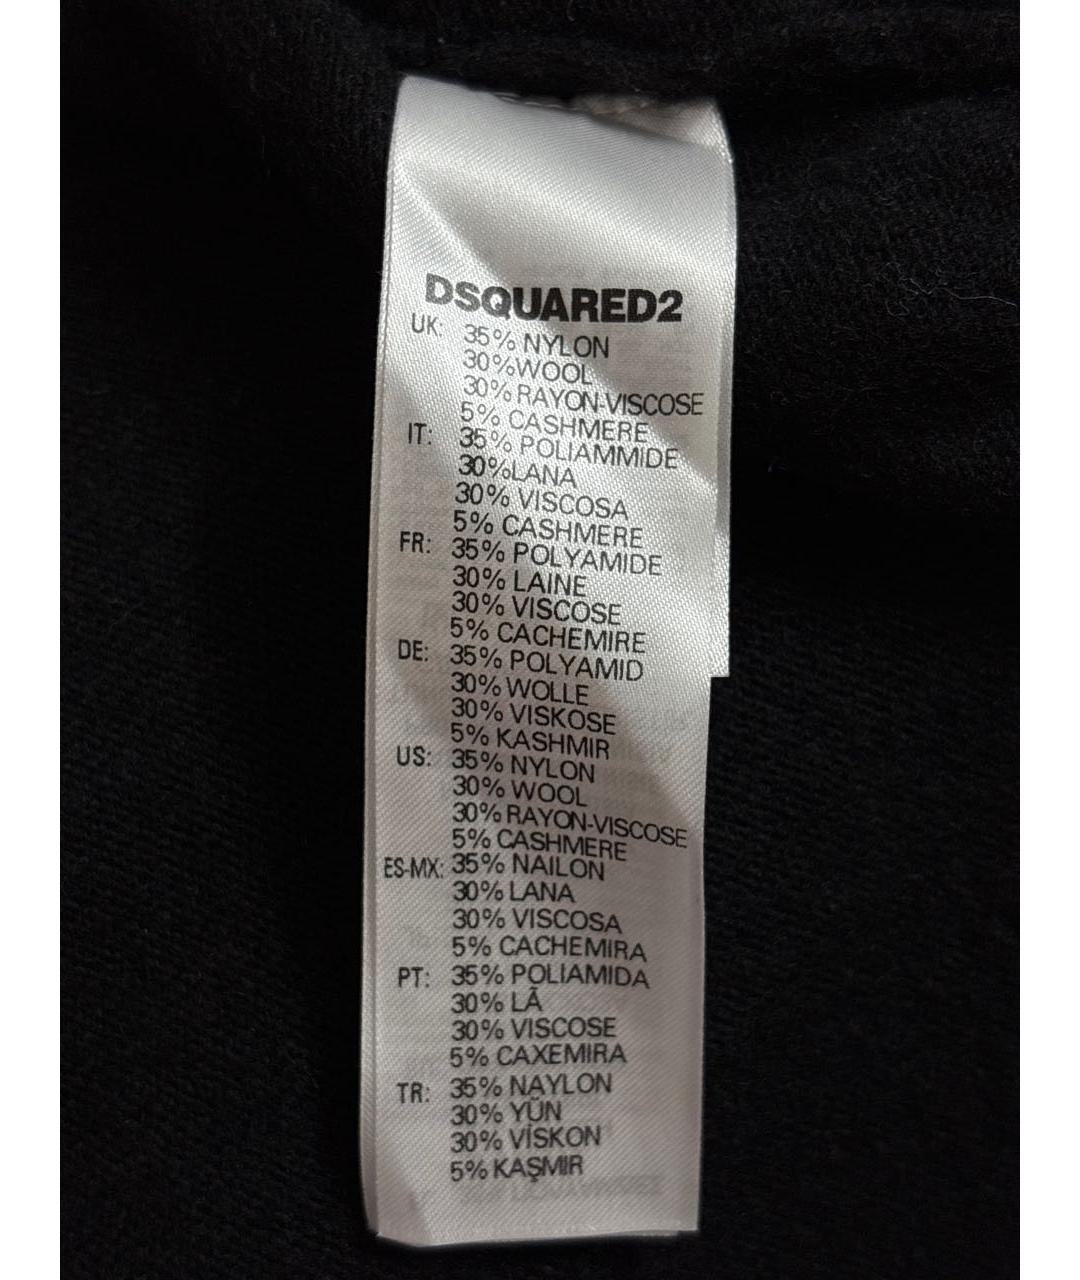 DSQUARED2
UK: 35% NYLON
30%WOOL
30% RAYON-VISCOSE
5% CASHMERE
IT: 35% POLIAMMIDE
30%LANA
30% VISCOSA
5% CASHMERE
FR: 35% POLYAMIDE
30% LAINE
30% VISCOSE
5% CACHEMIRE
DE: 35% POLYAMID
30% WOLLE
30% VISKOSE
5% KASHMIR
US: 35% NYLON
30% WOOL
30% RAYON-VISCOSE
5% CASHMERE
ES-MX: 35% NAILON
30% LANA
30% VISCOSA
5% CACHEMIRA
PT: 35% POLIAMIDA
30% LÃ
30% VISCOSE
5% CAXEMIRA
TR: 35% NAYLON
30% YÜN
30% VİSKON
5% KAŞMIR